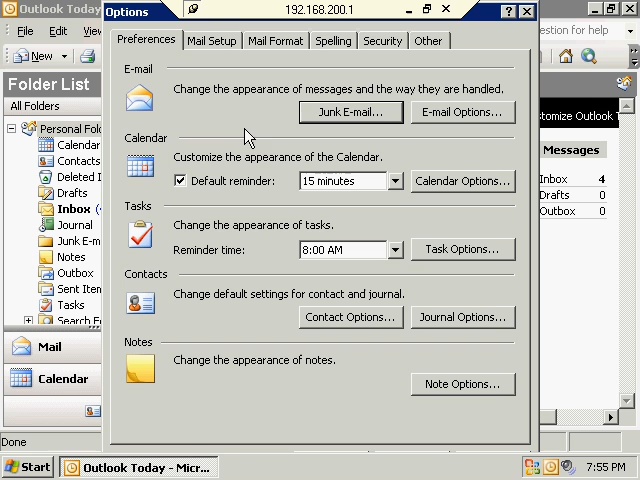 Outlook Today
192.168.200.1
Options
File
Preferences
Mail Setup
Mail Format
Spelling
Security
Other
New
Folder List
All Folders
Personal Fol
Calendar
Contacts
Deleted I
Drafts
Inbox
Journal
Junk E-m
Notes
Outbox
Sent Item
Tasks
Search F
Mail
Calendar
E-mail
Change the appearance of messages and the way they are handled.
Junk E-mail...
E-mail Options...
Calendar
Customize the appearance of the Calendar.
Default reminder:
15 minutes
Calendar Options...
Tasks
Change the appearance of tasks.
Reminder time:
8:00 AM
Task Options...
Contacts
Change default settings for contact and journal.
Contact Options...
Journal Options...
Notes
Change the appearance of notes.
Note Options...
estion for help
stomize Outlook T
Messages
Inbox 4
Drafts 0
Outbox 0
Done
Start
Outlook Today - Micr...
7:55 PM